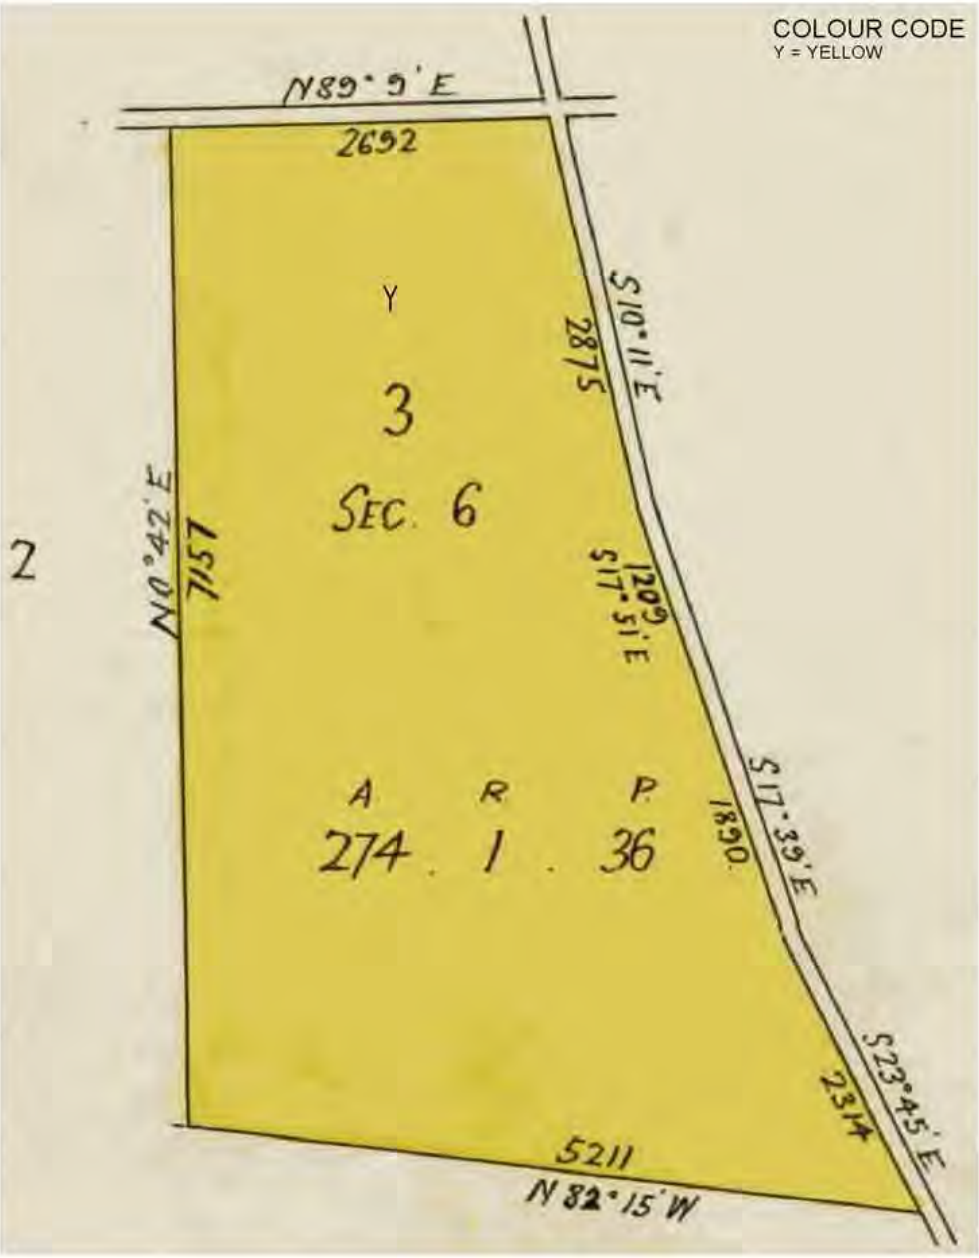 COLOUR CODE
Y = YELLOW
N89° 9' E
2692
Y
S10° 11' E
2875
3
SEC. 6
N0° 42' E
7157
2
1209
S17° 51' E
A R P.
274 . 1 . 36
S17° 39' E
1890.
S23° 45' E
2314
5211
N 82° 15' W